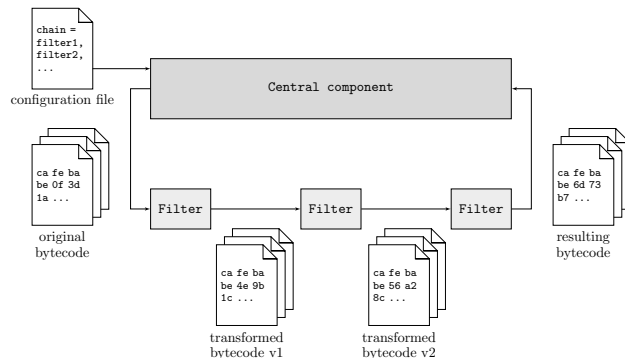 chain =
filter1,
filter2,
...
configuration file
Central component
ca fe ba
be 0f 3d
1a ...
original
bytecode
Filter
Filter
Filter
ca fe ba
be 6d 73
b7 ...
resulting
bytecode
ca fe ba
be 4e 9b
1c ...
transformed
bytecode v1
ca fe ba
be 56 a2
8c ...
transformed
bytecode v2